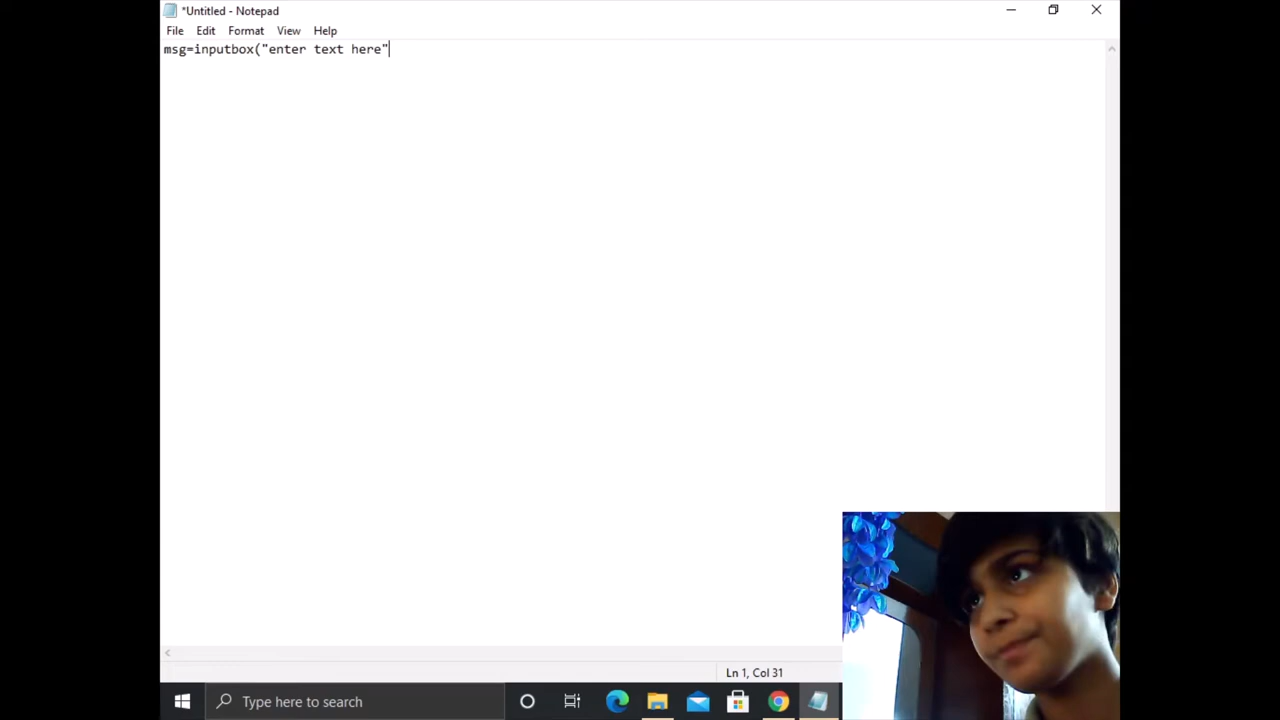 *Untitled - Notepad
File Edit Format View Help
msg=inputbox("enter text here"
Ln 1, Col 31
Type here to search